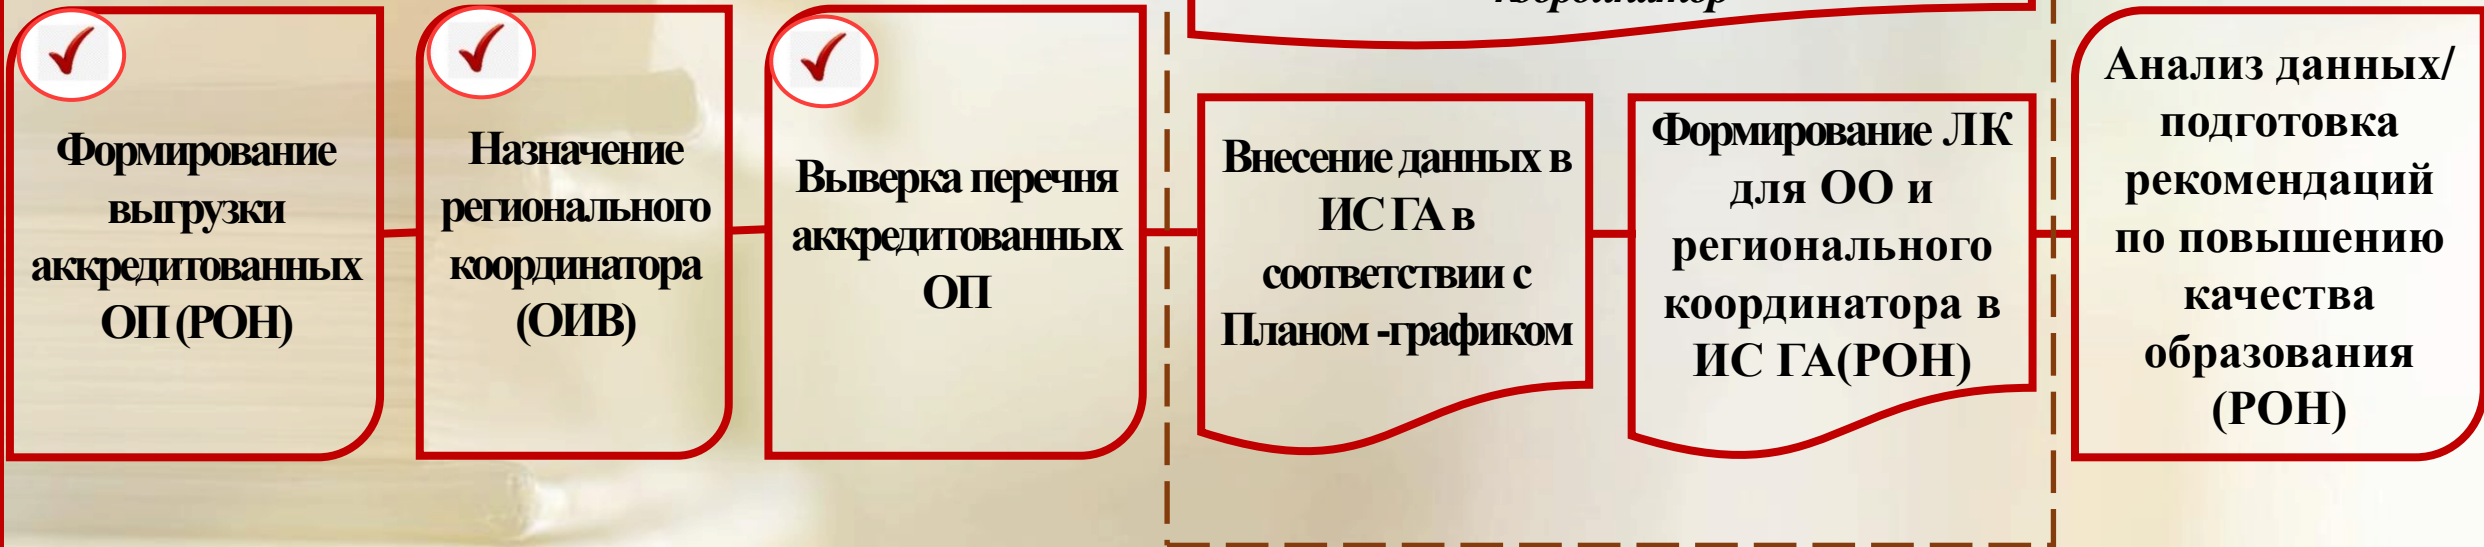 Формирование
выгрузки
аккредитованных
ОП (РОН)
Назначение
регионального
координатора
(ОИВ)
Выверка перечня
аккредитованных
ОП
Внесение данных в
ИС ГА в
соответствии с
Планом -графиком
Формирование ЛК
для ОО и
регионального
координатора в
ИС ГА(РОН)
Анализ данных/
подготовка
рекомендаций
по повышению
качества
образования
(РОН)